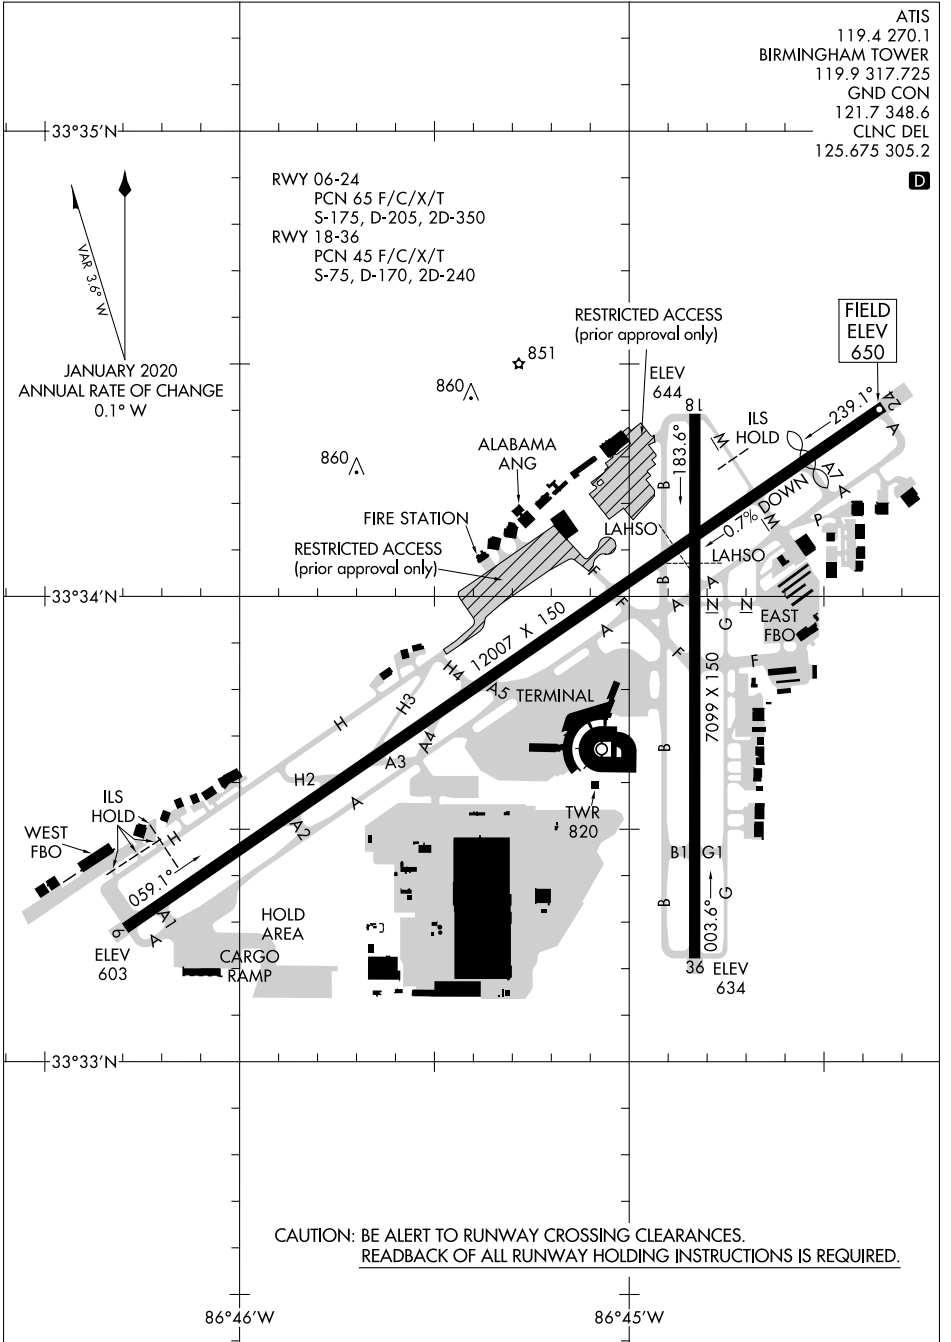 ATIS
119.4 270.1
BIRMINGHAM TOWER
119.9 317.725
GND CON
121.7 348.6
CLNC DEL
125.675 305.2
D
33°35'N
RWY 06-24
PCN 65 F/C/X/T
S-175, D-205, 2D-350
RWY 18-36
PCN 45 F/C/X/T
S-75, D-170, 2D-240
VAR 3.6° W
JANUARY 2020
ANNUAL RATE OF CHANGE
0.1° W
RESTRICTED ACCESS
(prior approval only)
FIELD
ELEV
650
851
860
860
ELEV
644
18
183.6°
ILS
HOLD
239.1°
24
A
M
A7
A
0.7% DOWN
M
P
ALABAMA
ANG
FIRE STATION
RESTRICTED ACCESS
(prior approval only)
B
LAHSO
LAHSO
33°34'N
F
F
A
B
A
A
N
N
G
EAST
FBO
F
F
12007 X 150
7099 X 150
H4
A5
TERMINAL
H
H3
A4
A3
H2
A
A2
B
TWR
820
ILS
HOLD
WEST
FBO
H
059.1°
B1
G1
B
G
003.6°
A1
A
6
ELEV
603
HOLD
AREA
CARGO
RAMP
36
ELEV
634
33°33'N
CAUTION: BE ALERT TO RUNWAY CROSSING CLEARANCES.
READBACK OF ALL RUNWAY HOLDING INSTRUCTIONS IS REQUIRED.
86°46'W
86°45'W